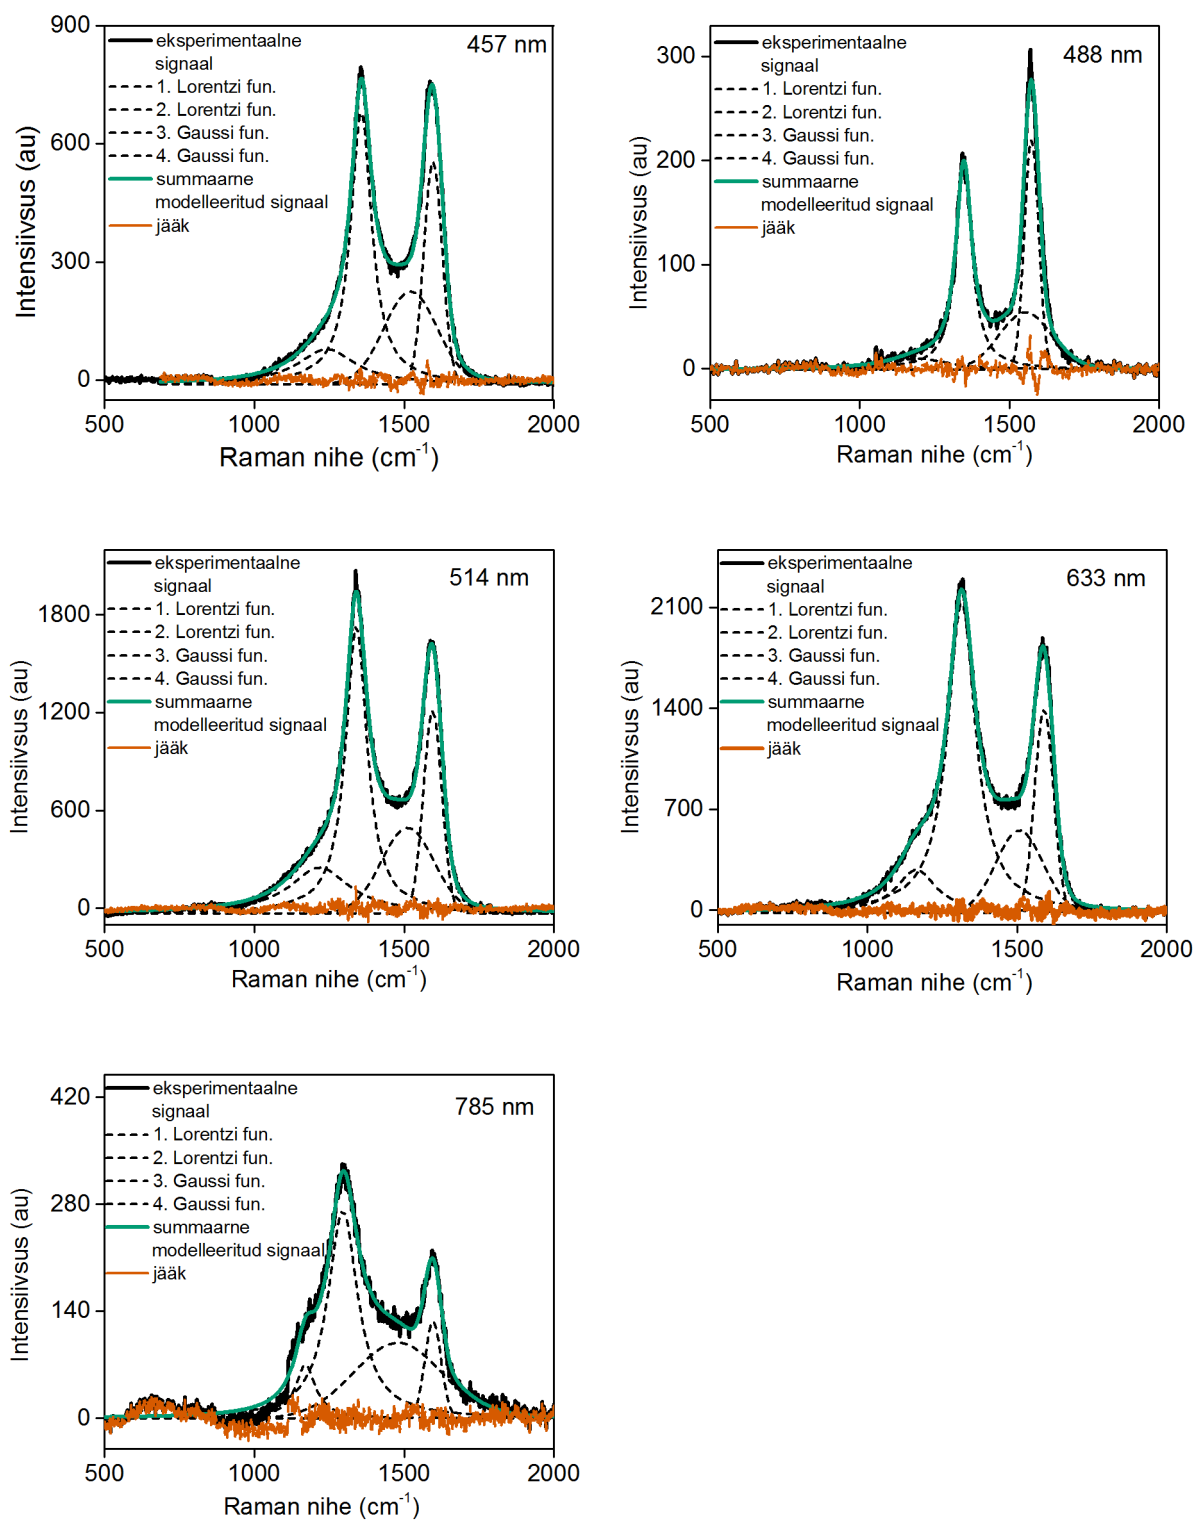 457 nm
900
600
300
0
Intensiivsus (au)
eksperimentaalne
signaal
1. Lorentzi fun.
2. Lorentzi fun.
3. Gaussi fun.
4. Gaussi fun.
summaarne
modelleeritud signaal
jääk
500 1000 1500 2000
Raman nihe (cm-1)
488 nm
300
200
100
0
Intensiivsus (au)
eksperimentaalne
signaal
1. Lorentzi fun.
2. Lorentzi fun.
3. Gaussi fun.
4. Gaussi fun.
summaarne
modelleeritud signaal
jääk
500 1000 1500 2000
Raman nihe (cm-1)
514 nm
1800
1200
600
0
Intensiivsus (au)
eksperimentaalne
signaal
1. Lorentzi fun.
2. Lorentzi fun.
3. Gaussi fun.
4. Gaussi fun.
summaarne
modelleeritud signaal
jääk
500 1000 1500 2000
Raman nihe (cm-1)
633 nm
2100
1400
700
0
Intensiivsus (au)
eksperimentaalne
signaal
1. Lorentzi fun.
2. Lorentzi fun.
3. Gaussi fun.
4. Gaussi fun.
summaarne
modelleeritud signaal
jääk
500 1000 1500 2000
Raman nihe (cm-1)
785 nm
420
280
140
0
Intensiivsus (au)
eksperimentaalne
signaal
1. Lorentzi fun.
2. Lorentzi fun.
3. Gaussi fun.
4. Gaussi fun.
summaarne
modelleeritud signaal
jääk
500 1000 1500 2000
Raman nihe (cm-1)